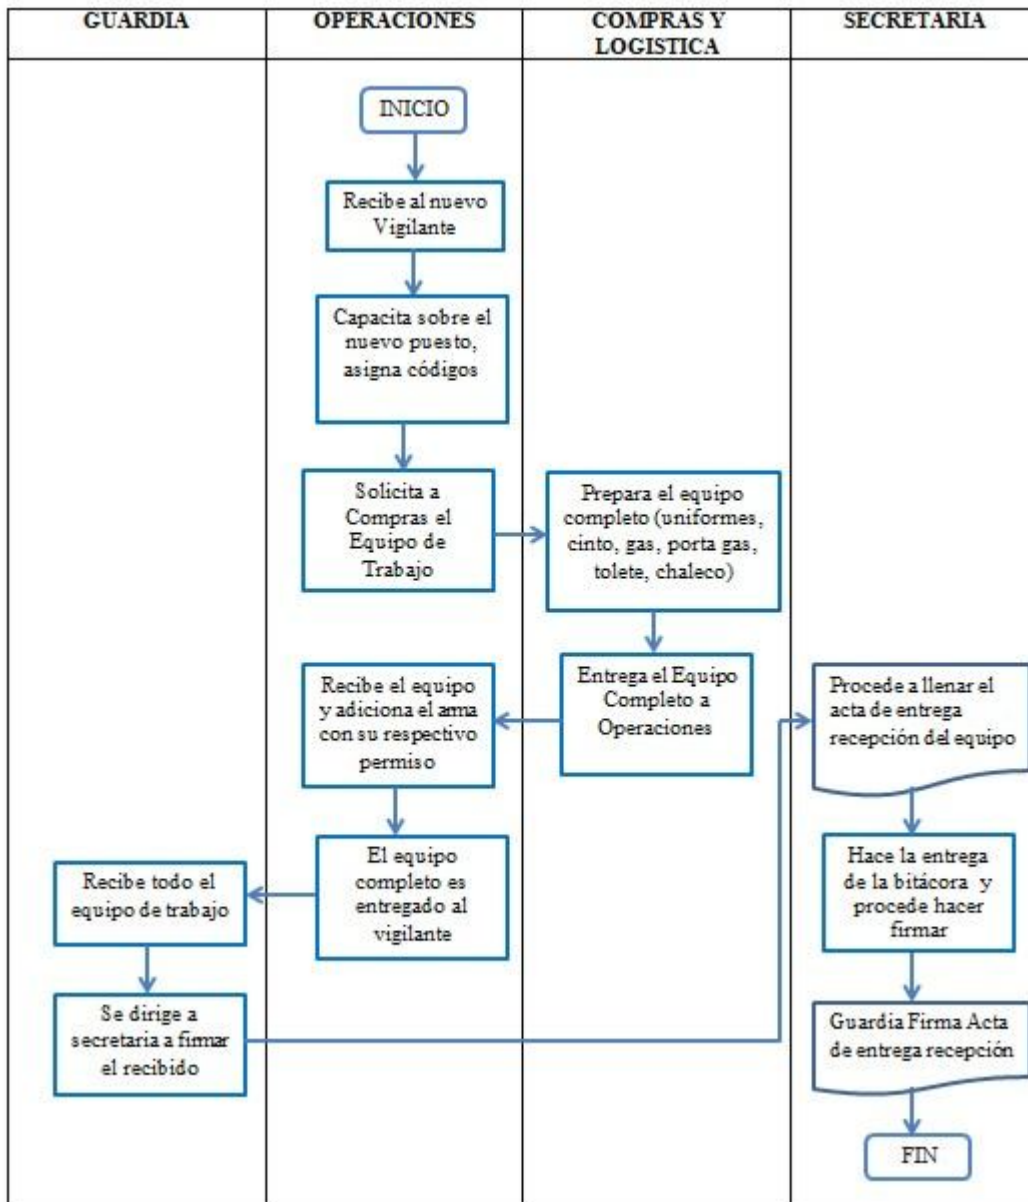 GUARDIA
OPERACIONES
COMPRAS Y
LOGISTICA
SECRETARIA
INICIO
Recibe al nuevo
Vigilante
Capacita sobre el
nuevo puesto,
asigna códigos
Solicita a
Compras el
Equipo de
Trabajo
Prepara el equipo
completo (uniformes,
cinto, gas, porta gas,
tolete, chaleco)
Entrega el Equipo
Completo a
Operaciones
Recibe el equipo
y adiciona el arma
con su respectivo
permiso
El equipo
completo es
entregado al
vigilante
Recibe todo el
equipo de trabajo
Se dirige a
secretaria a firmar
el recibido
Procede a llenar el
acta de entrega
recepción del equipo
Hace la entrega
de la bitácora y
procede hacer
firmar
Guardia Firma Acta
de entrega recepción
FIN